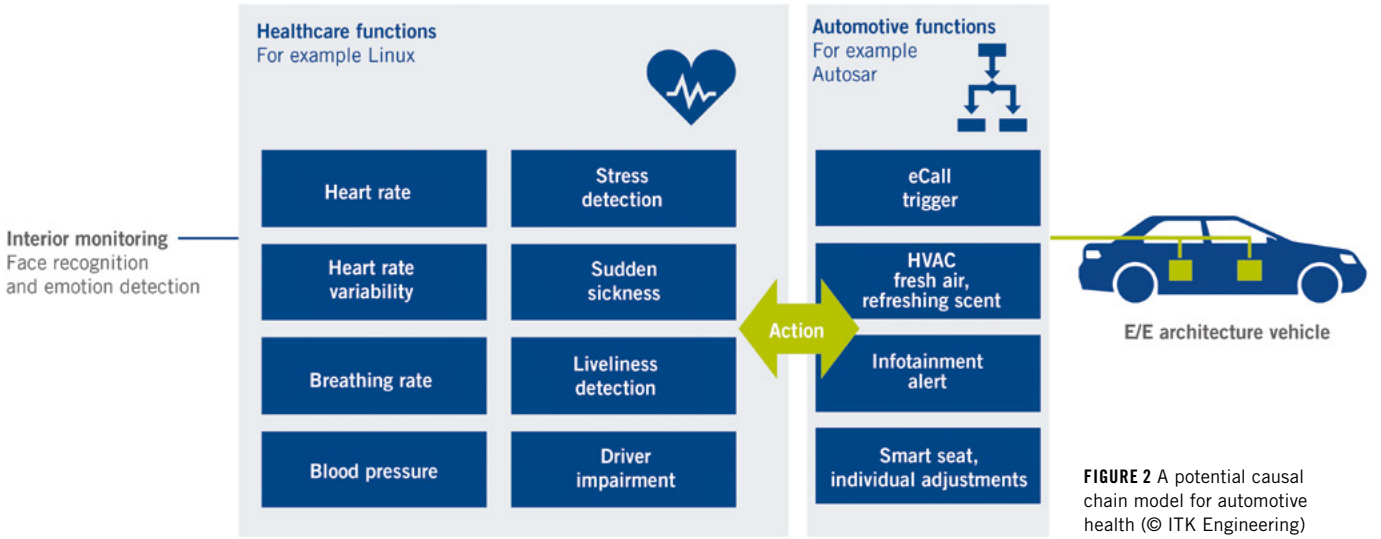 Healthcare functions
For example Linux
Automotive functions
For example
Autosar
Interior monitoring
Face recognition
and emotion detection
Heart rate
Stress
detection
Heart rate
variability
Sudden
sickness
Breathing rate
Liveliness
detection
Blood pressure
Driver
impairment
Action
eCall
trigger
HVAC
fresh air,
refreshing scent
Infotainment
alert
Smart seat,
individual adjustments
E/E architecture vehicle
FIGURE 2 A potential causal
chain model for automotive
health (© ITK Engineering)